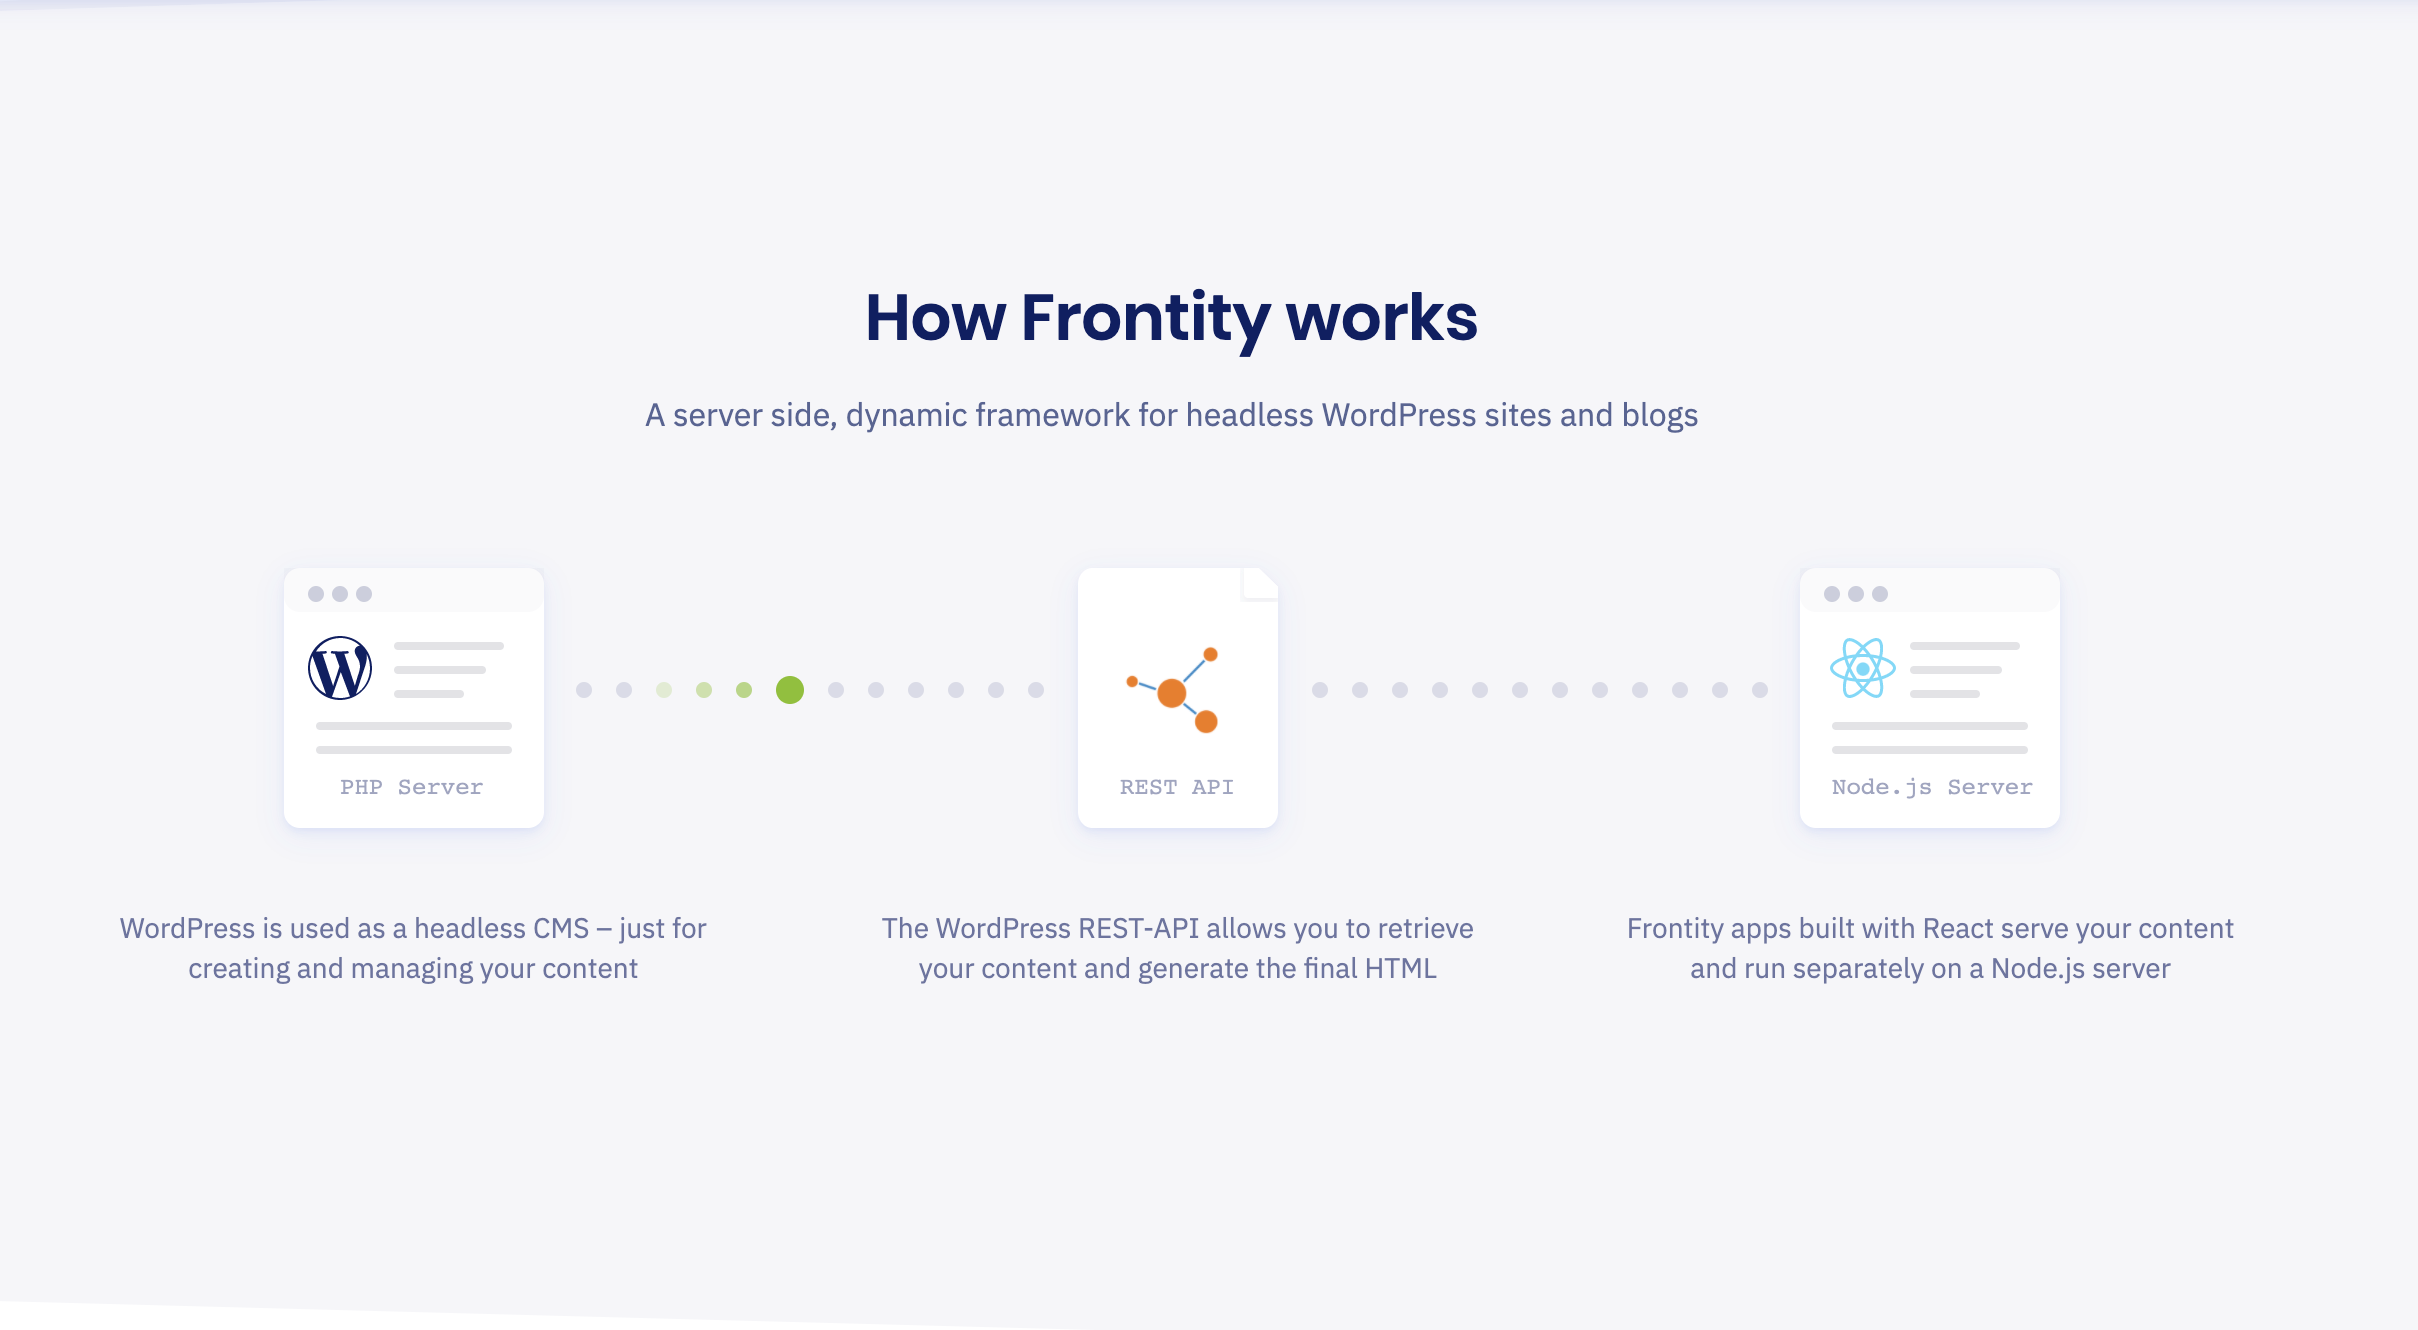 How Frontity works
A server side, dynamic framework for headless WordPress sites and blogs
PHP Server
REST API
Node.js Server
WordPress is used as a headless CMS – just for
creating and managing your content
The WordPress REST-API allows you to retrieve
your content and generate the final HTML
Frontity apps built with React serve your content
and run separately on a Node.js server